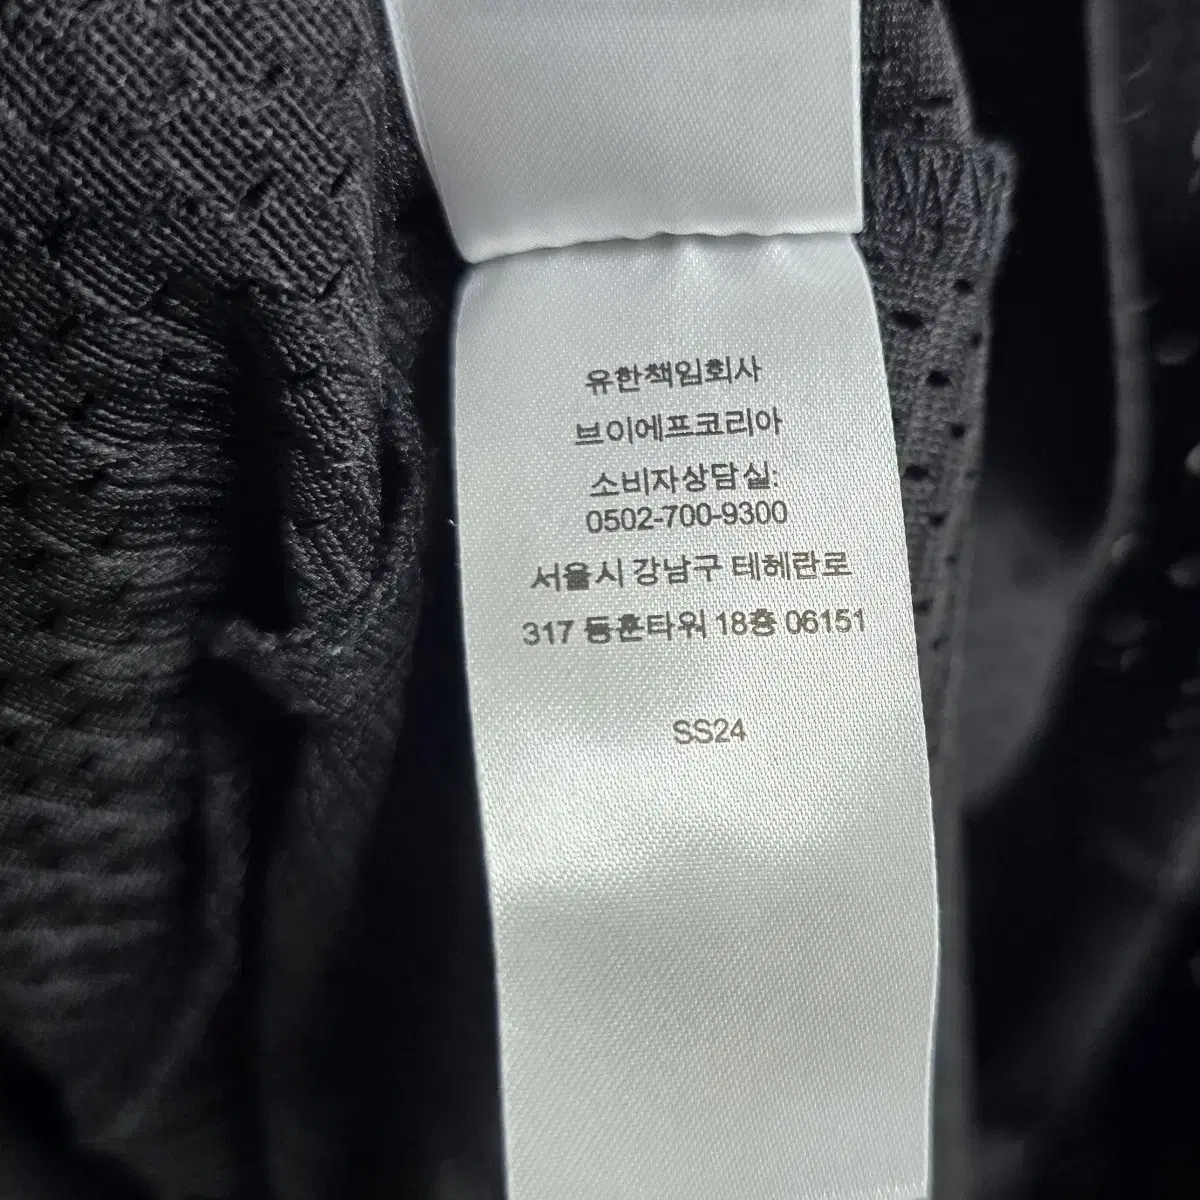 유한책임회사
브이에프코리아
소비자상담실:
0502-700-9300
서울시 강남구 테헤란로
317 동훈타워 18층 06151
SS24